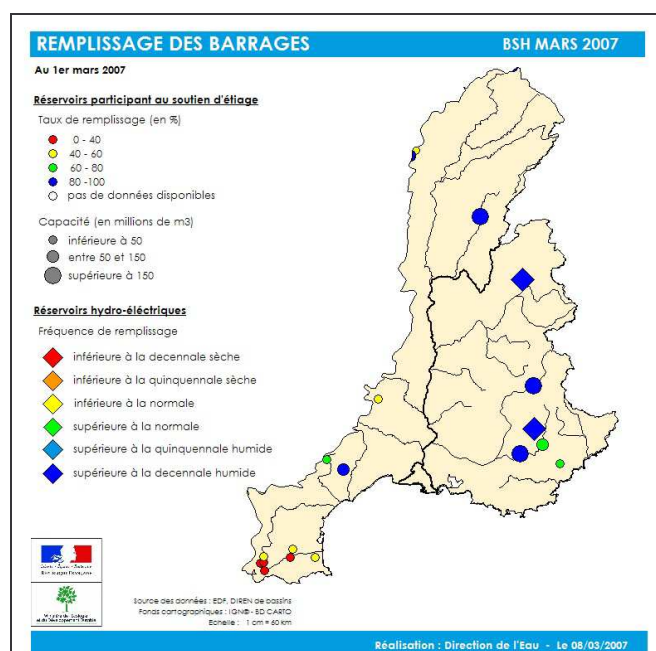 REMPLISSAGE DES BARRAGES BSH MARS 2007
Au 1er mars 2007
Réservoirs participant au soutien d'étiage
Taux de remplissage (en %)
0 - 40
40 - 60
60 - 80
80 -100
pas de données disponibles
Capacité (en millions de m3)
inférieure à 50
entre 50 et 150
supérieure à 150
Réservoirs hydro-électriques
Fréquence de remplissage
inférieure à la decennale sèche
inférieure à la quinquennale sèche
inférieure à la normale
supérieure à la normale
supérieure à la quinquennale humide
supérieure à la decennale humide
Source des données : EDF, DIREN de bassins
Fonds cartographiques : IGN® - BD CARTO
Echelle : 1 cm = 60 km
Réalisation : Direction de l'Eau - Le 08/03/2007